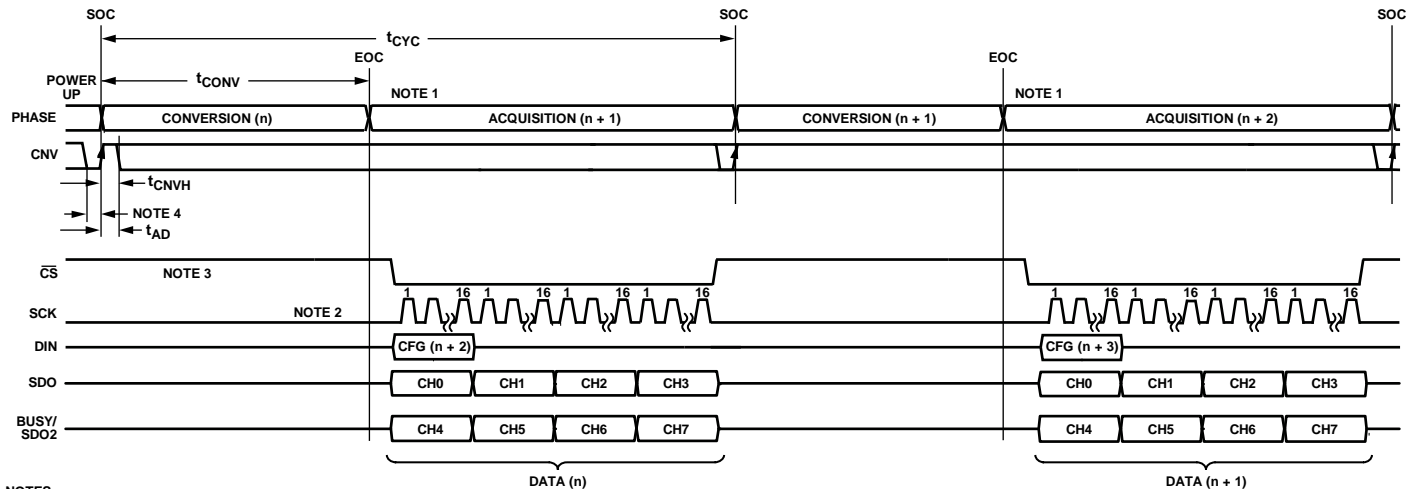 SOC SOC SOC
tCYC
EOC EOC
POWER UP
tCONV
NOTE 1 NOTE 1
PHASE CONVERSION (n) ACQUISITION (n + 1) CONVERSION (n + 1) ACQUISITION (n + 2)
CNV
tCNVH
NOTE 4
tAD
CS NOTE 3
1 16 1 16 1 16 1 16 1 16 1 16 1 16 1 16
SCK NOTE 2
DIN CFG (n + 2) CFG (n + 3)
SDO CH0 CH1 CH2 CH3 CH0 CH1 CH2 CH3
BUSY/
SDO2 CH4 CH5 CH6 CH7 CH4 CH5 CH6 CH7
DATA (n) DATA (n + 1)
NOTES